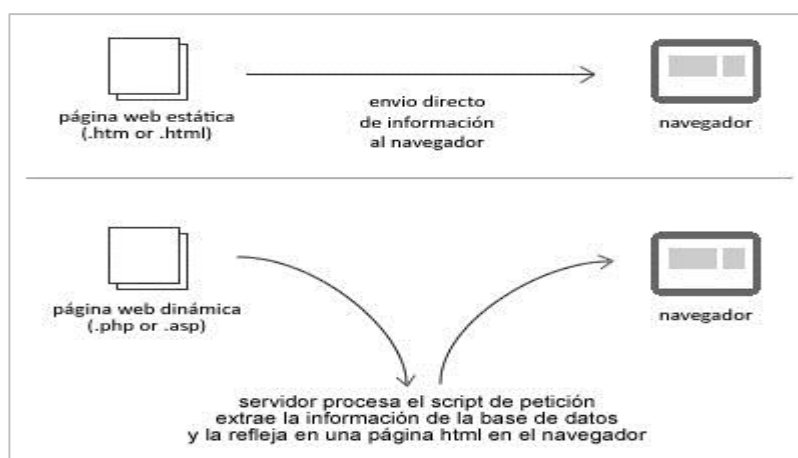 página web estática
(.htm or .html)
envio directo
de información
al navegador
navegador
página web dinámica
(.php or .asp)
navegador
servidor procesa el script de petición
extrae la información de la base de datos
y la refleja en una página html en el navegador